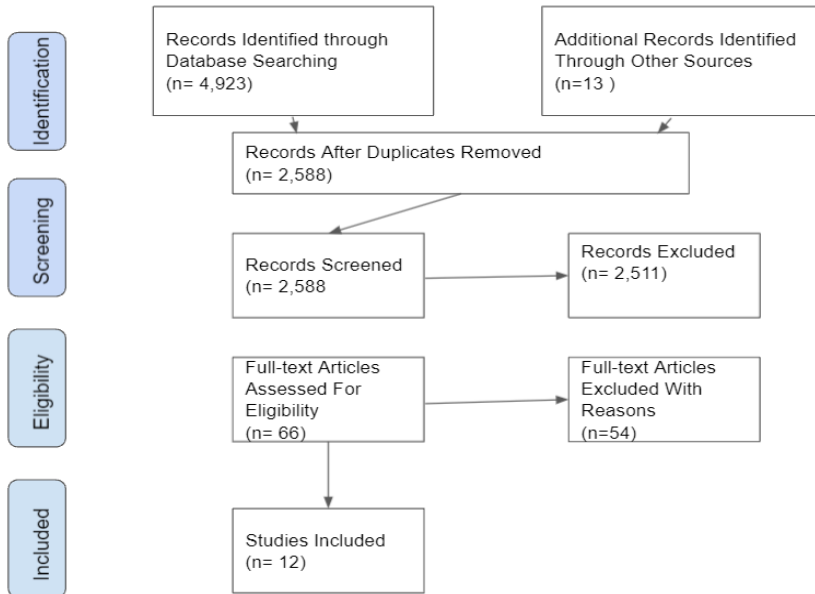 Identification
Records Identified through
Database Searching
(n= 4,923)
Additional Records Identified
Through Other Sources
(n=13 )
Records After Duplicates Removed
(n= 2,588)
Screening
Records Screened
(n= 2,588
Records Excluded
(n= 2,511)
Eligibility
Full-text Articles
Assessed For
Eligibility
(n= 66)
Full-text Articles
Excluded With
Reasons
(n=54)
Included
Studies Included
(n= 12)